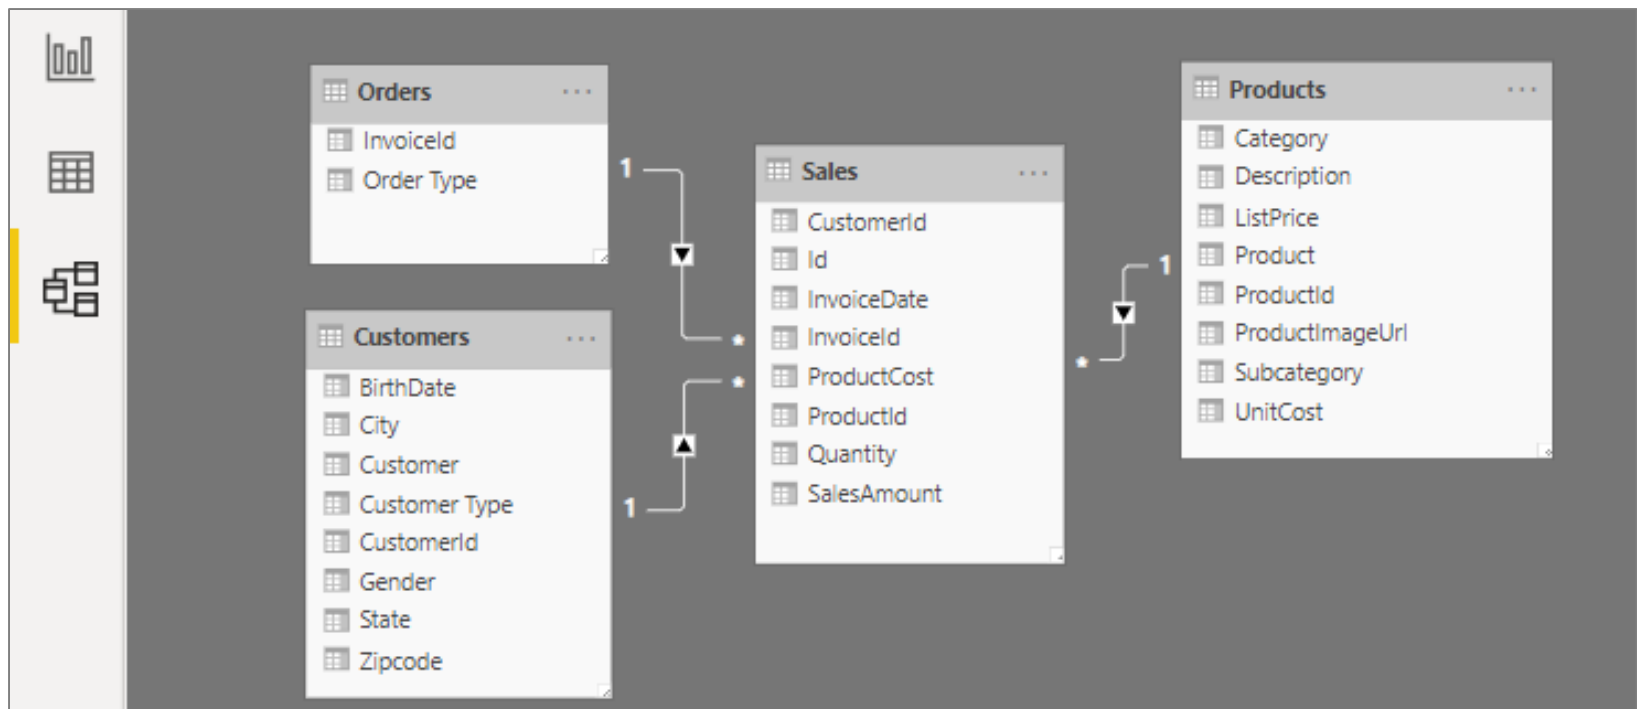 Orders
InvoiceId
Order Type
Customers
BirthDate
City
Customer
Customer Type
CustomerId
Gender
State
Zipcode
1
*
*
1
Sales
CustomerId
Id
InvoiceDate
InvoiceId
ProductCost
ProductId
Quantity
SalesAmount
1
*
Products
Category
Description
ListPrice
Product
ProductId
ProductImageUrl
Subcategory
UnitCost